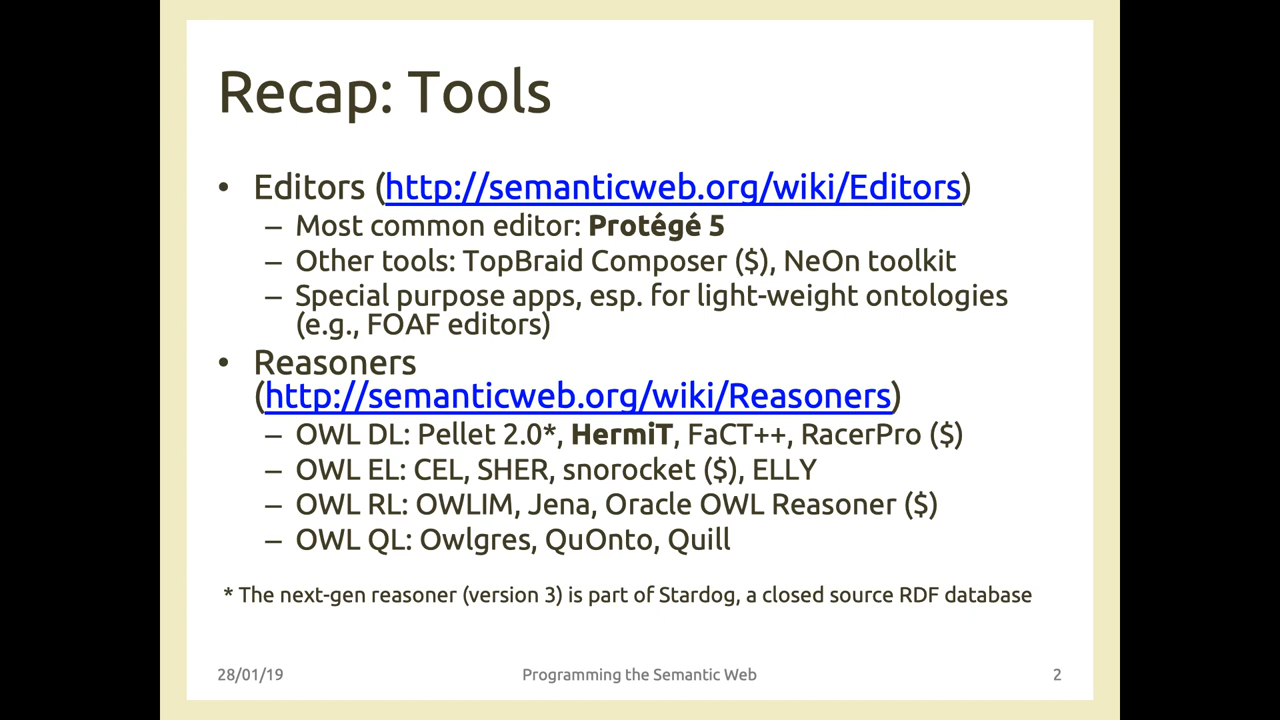 Recap: Tools
• Editors (http://semanticweb.org/wiki/Editors)
– Most common editor: Protégé 5
– Other tools: TopBraid Composer ($), NeOn toolkit
– Special purpose apps, esp. for light-weight ontologies
(e.g., FOAF editors)
• Reasoners
(http://semanticweb.org/wiki/Reasoners)
– OWL DL: Pellet 2.0*, HermiT, FaCT++, RacerPro ($)
– OWL EL: CEL, SHER, snorocket ($), ELLY
– OWL RL: OWLIM, Jena, Oracle OWL Reasoner ($)
– OWL QL: Owlgres, QuOnto, Quill
* The next-gen reasoner (version 3) is part of Stardog, a closed source RDF database
28/01/19 Programming the Semantic Web 2